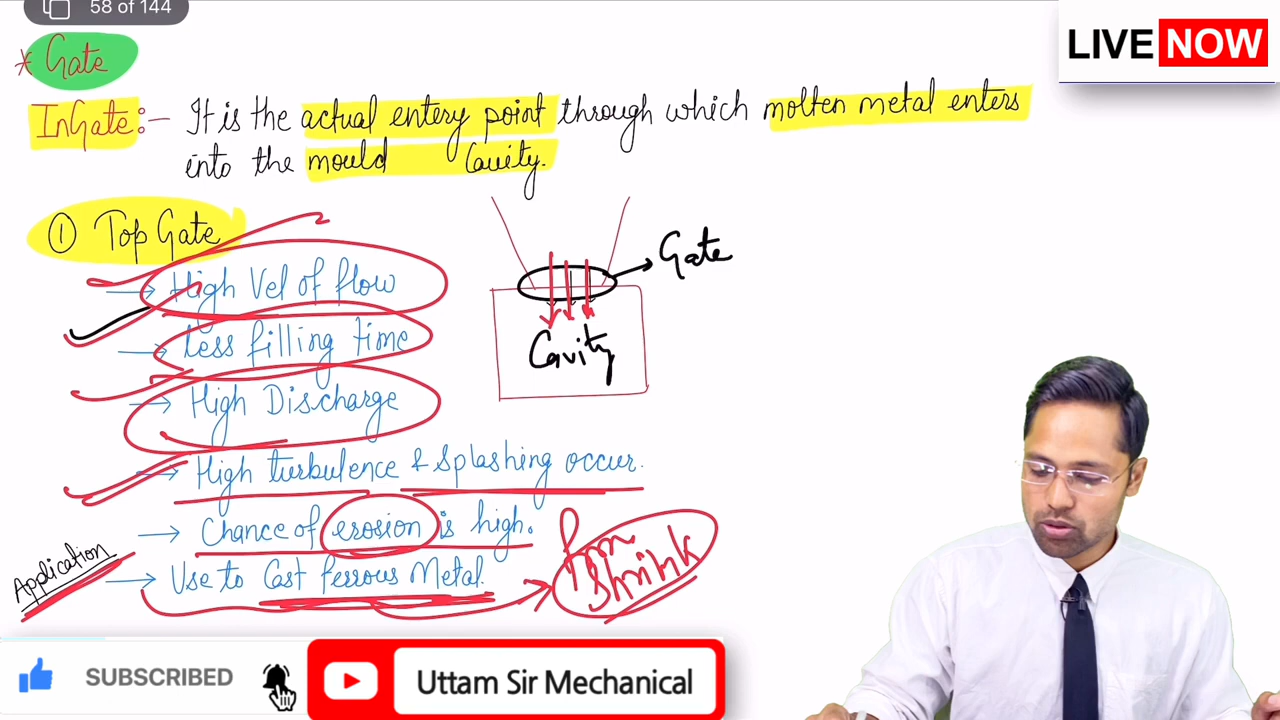 58 of 144
LIVE NOW
* Gate
InGate:- It is the actual entery point through which molten metal enters
into the mould Cavity.
① Top Gate
Gate
→ High Vel of flow
→ less filling time
Cavity
→ High Discharge
→ High turbulence & Splashing occur.
→ Chance of erosion is high.
Application
→ Use to Cast ferrous Metal.
Shrink
SUBSCRIBED
Uttam Sir Mechanical